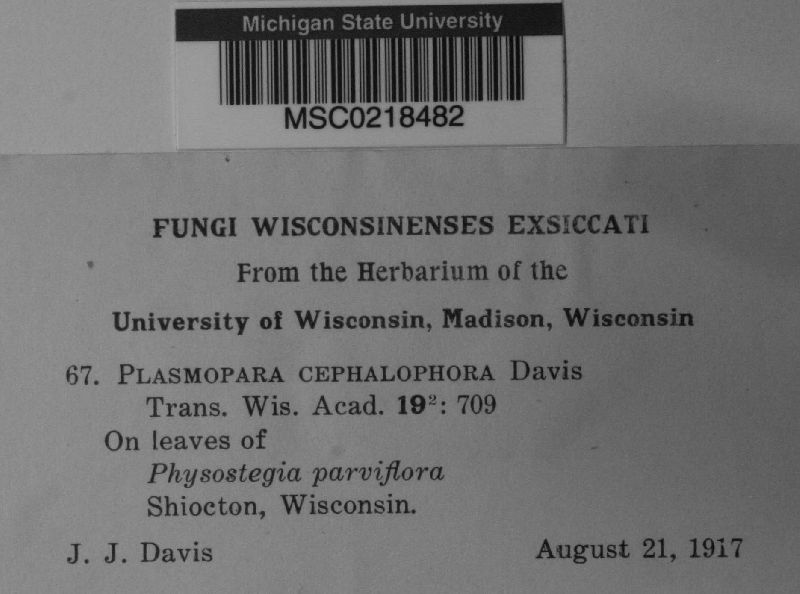 Michigan State University
MSC0218482
FUNGI WISCONSINENSES EXSICCATI
From the Herbarium of the
University of Wisconsin, Madison, Wisconsin
67. PLASMOPARA CEPHALOPHORA Davis
Trans. Wis. Acad. 19²: 709
On leaves of
Physostegia parviflora
Shiocton, Wisconsin.
J. J. Davis August 21, 1917